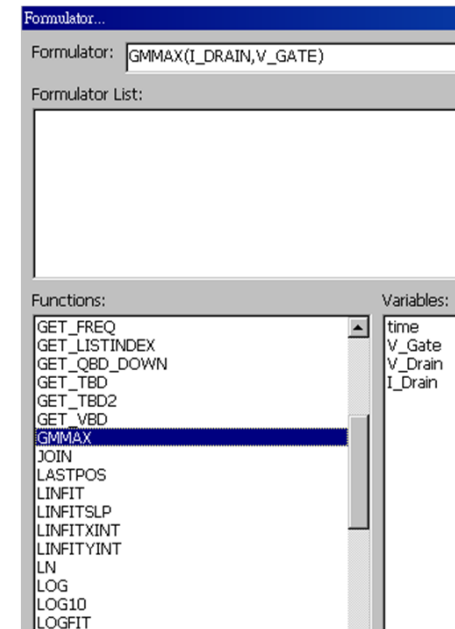 Formulator...
Formulator: GMMAX(I_DRAIN,V_GATE)
Formulator List:
Functions:
GET_FREQ
GET_LISTINDEX
GET_QBD_DOWN
GET_TBD
GET_TBD2
GET_VBD
GMMAX
JOIN
LASTPOS
LINFIT
LINFITSLP
LINFITXINT
LINFITYINT
LN
LOG
LOG10
LOGFIT
Variables:
time
V_Gate
V_Drain
I_Drain